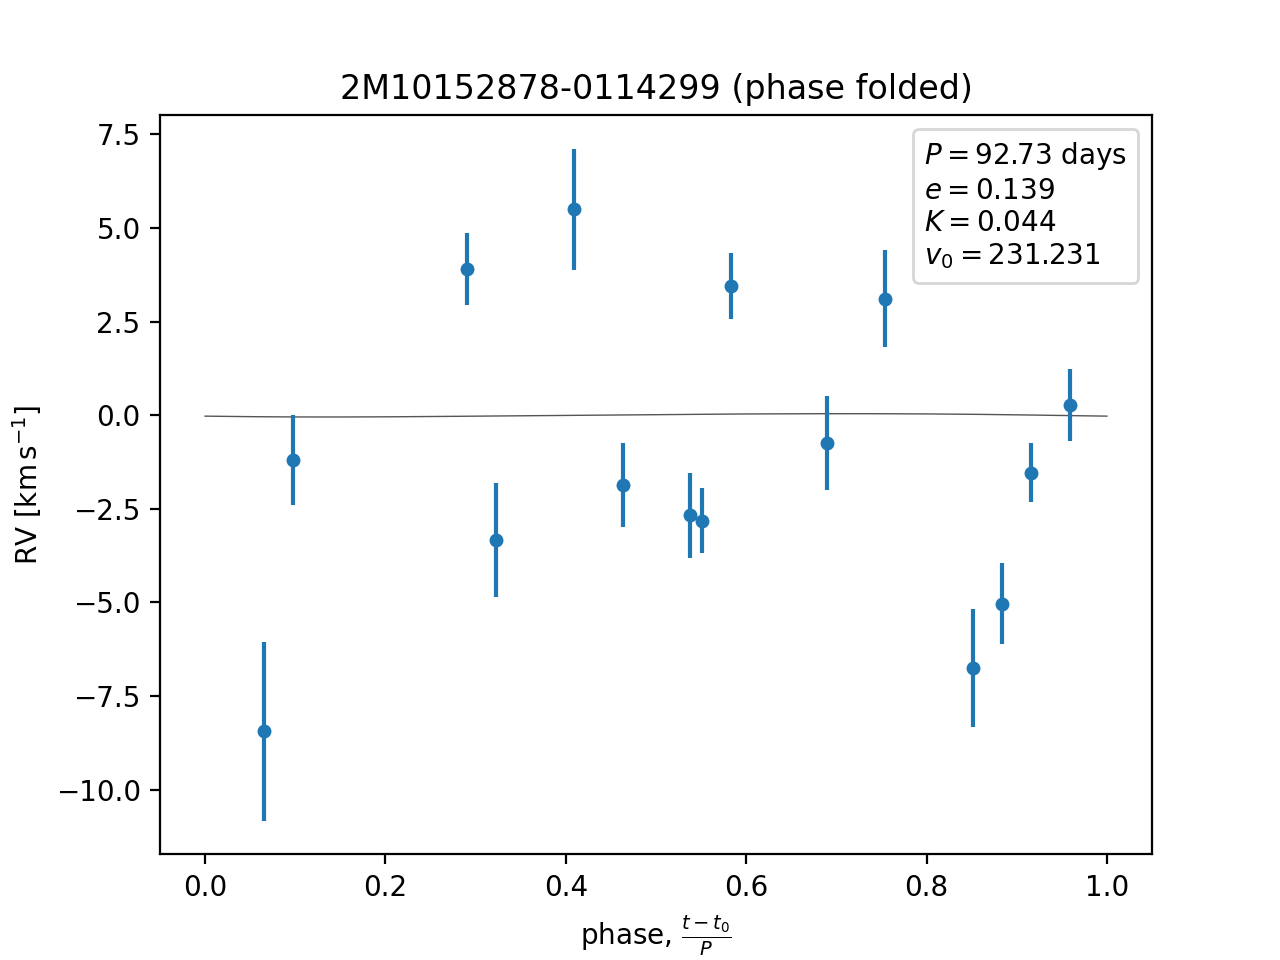 2M10152878-0114299 (phase folded)
P = 92.73 days
e = 0.139
K = 0.044
v₀ = 231.231
7.5
5.0
2.5
0.0
−2.5
−5.0
−7.5
−10.0
RV [km s⁻¹]
0.0 0.2 0.4 0.6 0.8 1.0
phase, (t − t₀)/P